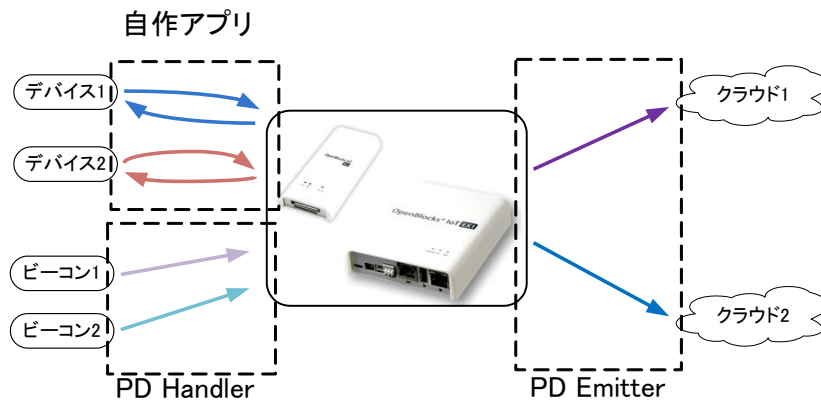 自作アプリ
デバイス1
デバイス2
ビーコン1
ビーコン2
PD Handler
OpenBlocks IoT
OpenBlocks® IoT EX1
PD Emitter
クラウド1
クラウド2